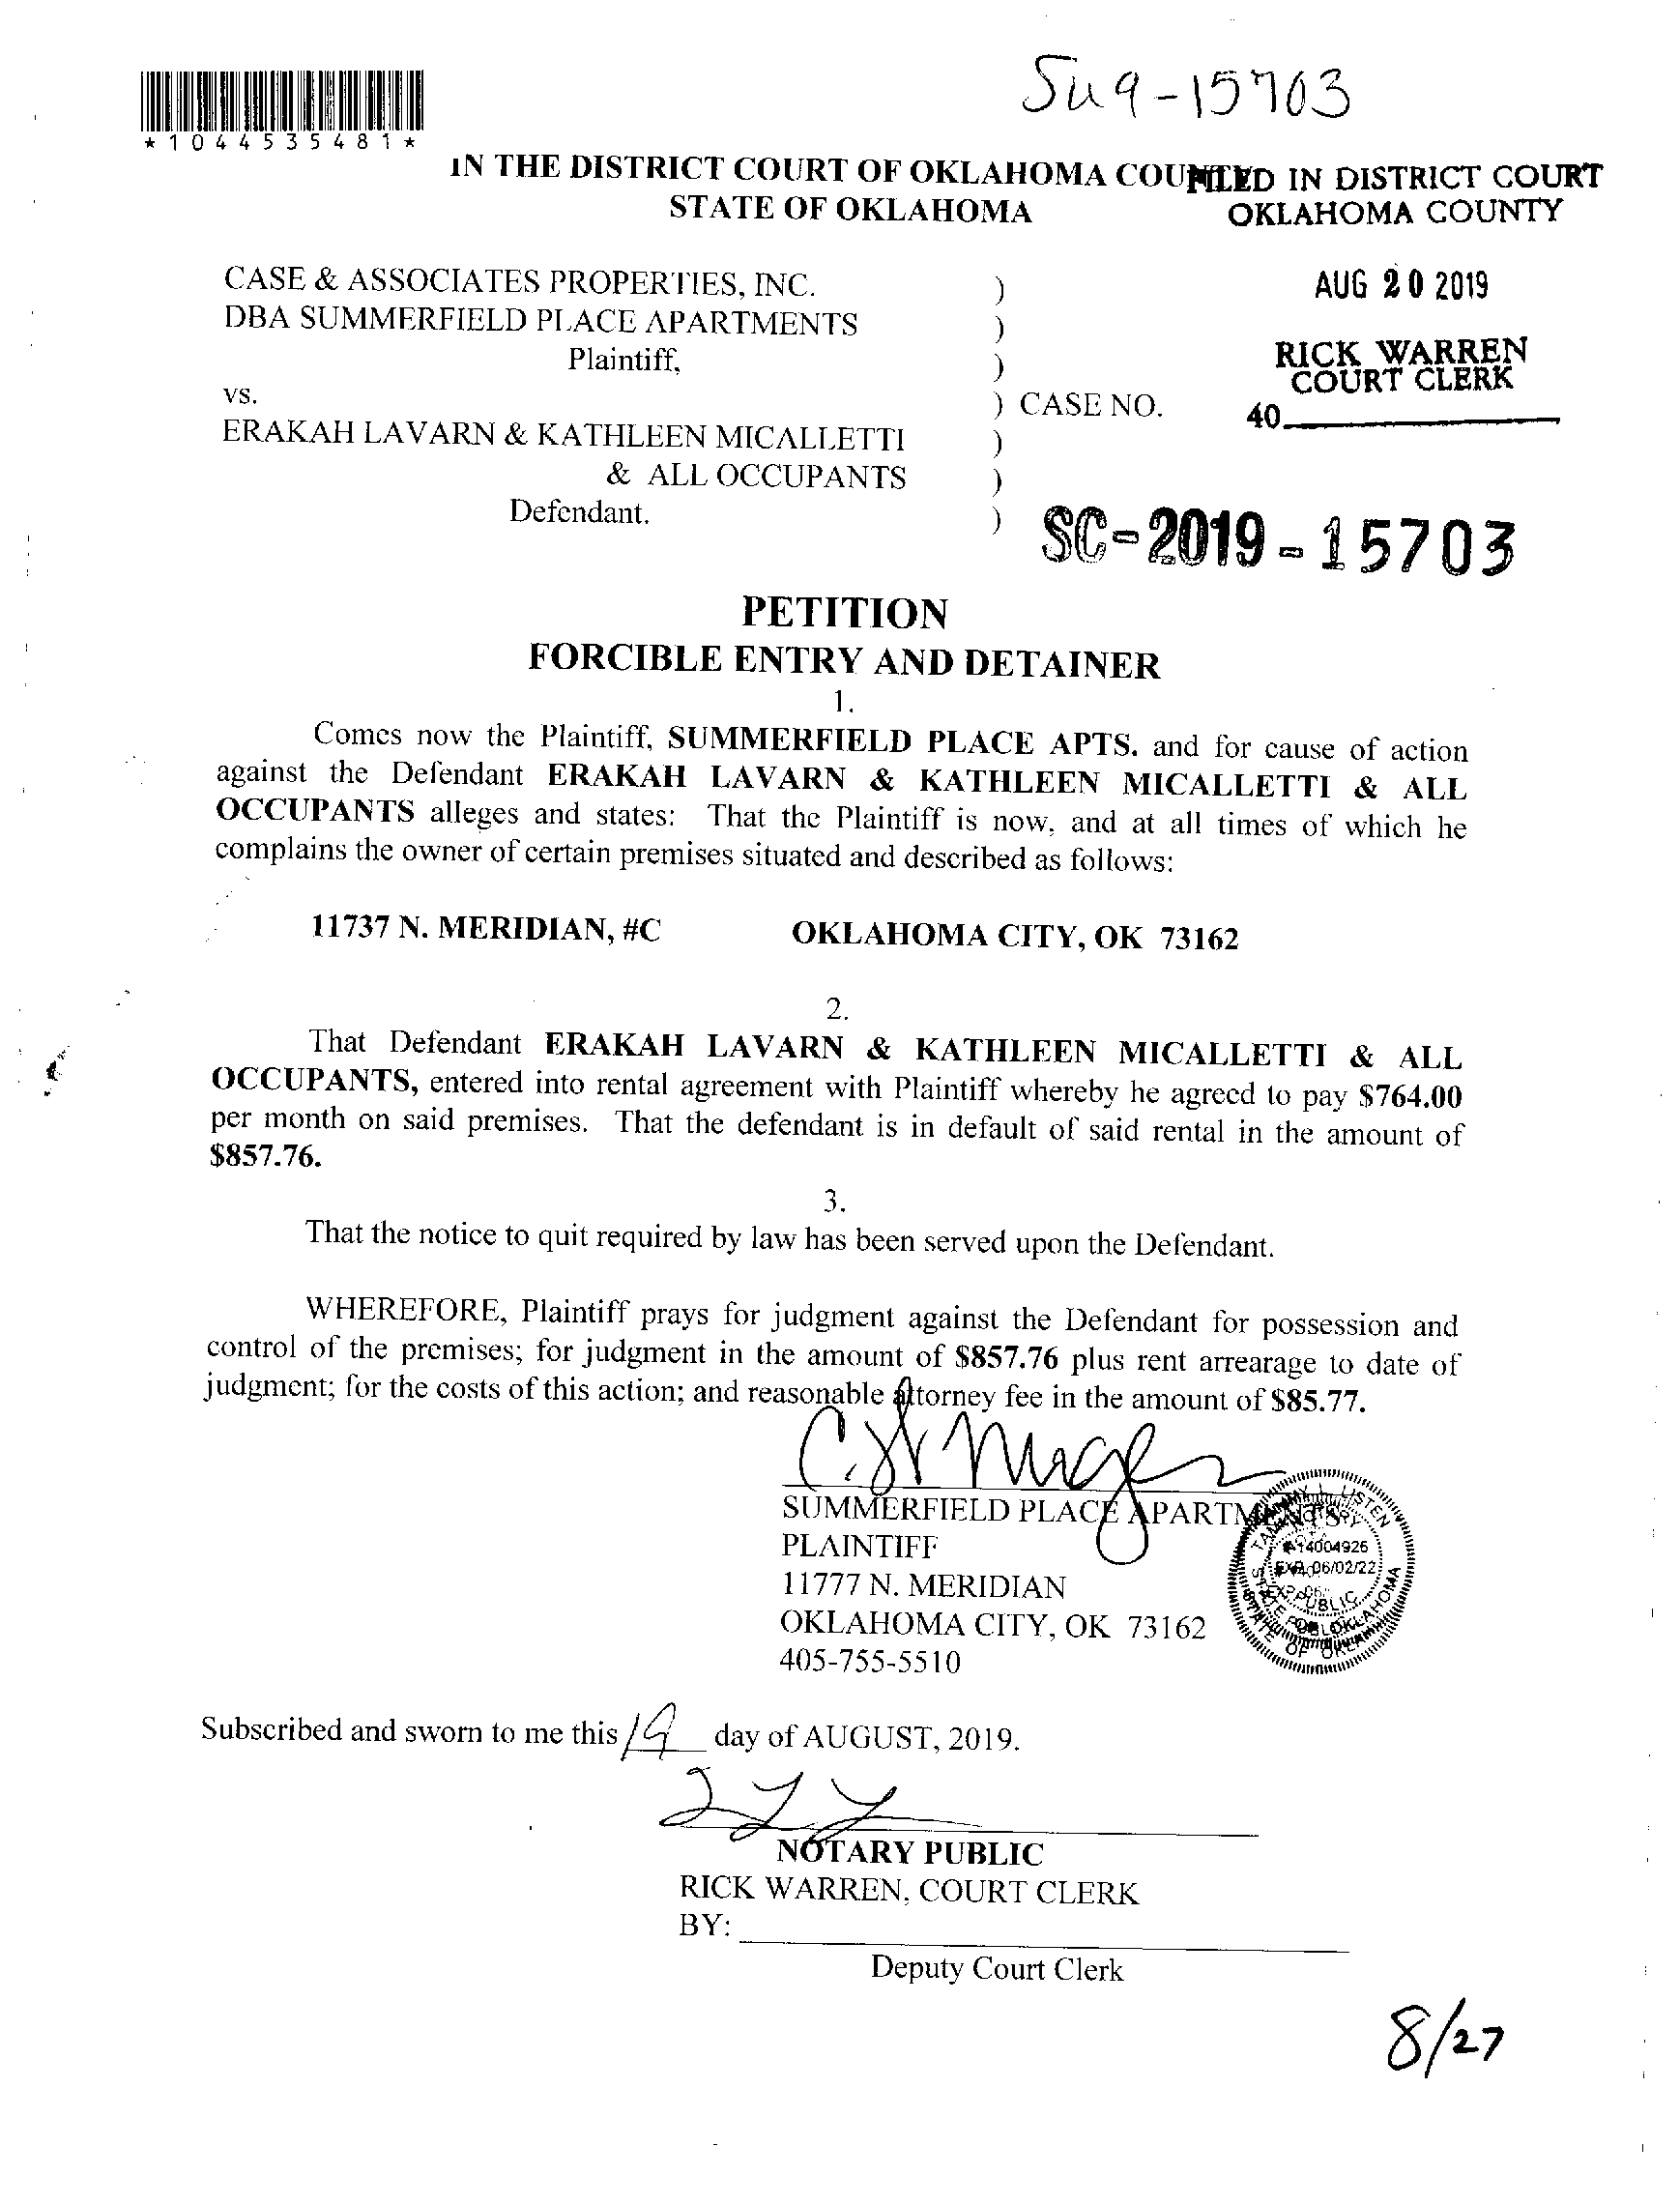 SU9-15703
*1044535481*
IN THE DISTRICT COURT OF OKLAHOMA COUNTY
STATE OF OKLAHOMA
FILED IN DISTRICT COURT
OKLAHOMA COUNTY
AUG 20 2019
RICK WARREN
COURT CLERK
40
CASE & ASSOCIATES PROPERTIES, INC. )
DBA SUMMERFIELD PLACE APARTMENTS )
Plaintiff, )
vs. ) CASE NO.
ERAKAH LAVARN & KATHLEEN MICALLETTI )
& ALL OCCUPANTS )
Defendant. )
SC-2019-15703
PETITION
FORCIBLE ENTRY AND DETAINER
1.
Comes now the Plaintiff, SUMMERFIELD PLACE APTS. and for cause of action
against the Defendant ERAKAH LAVARN & KATHLEEN MICALLETTI & ALL
OCCUPANTS alleges and states: That the Plaintiff is now, and at all times of which he
complains the owner of certain premises situated and described as follows:
11737 N. MERIDIAN, #C OKLAHOMA CITY, OK 73162
2.
That Defendant ERAKAH LAVARN & KATHLEEN MICALLETTI & ALL
OCCUPANTS, entered into rental agreement with Plaintiff whereby he agreed to pay $764.00
per month on said premises. That the defendant is in default of said rental in the amount of
$857.76.
3.
That the notice to quit required by law has been served upon the Defendant.
WHEREFORE, Plaintiff prays for judgment against the Defendant for possession and
control of the premises; for judgment in the amount of $857.76 plus rent arrearage to date of
judgment; for the costs of this action; and reasonable attorney fee in the amount of $85.77.
SUMMERFIELD PLACE APARTMENTS
PLAINTIFF
11777 N. MERIDIAN
OKLAHOMA CITY, OK 73162
405-755-5510
LISTEN
#14004926
EXP. 06/02/22
PUBLIC
STATE OF OKLAHOMA
Subscribed and sworn to me this 19 day of AUGUST, 2019.
NOTARY PUBLIC
RICK WARREN, COURT CLERK
BY:
Deputy Court Clerk
8/27